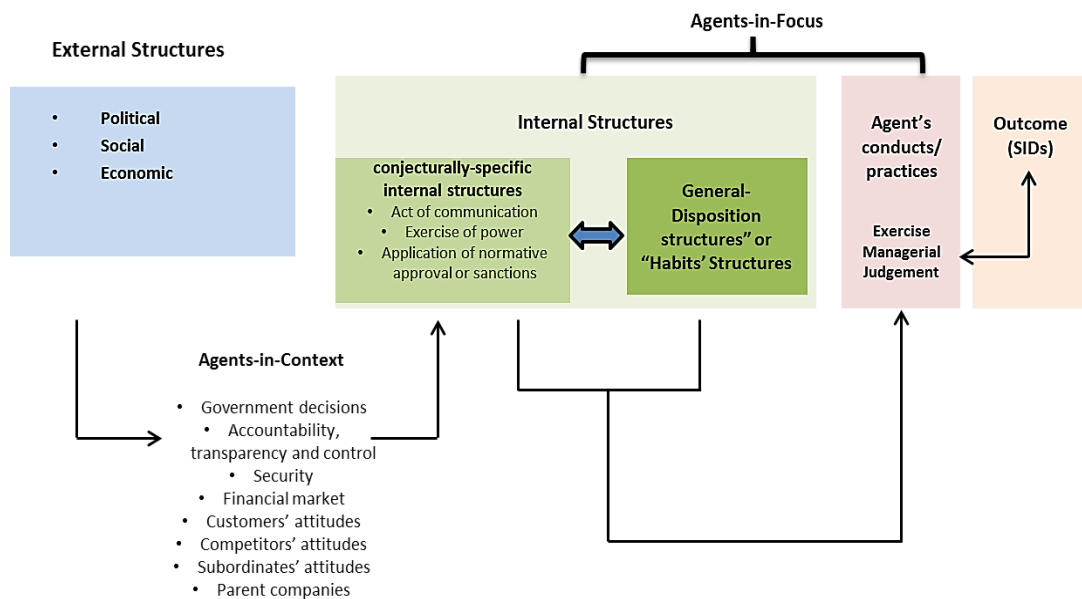 Agents-in-Focus
External Structures
• Political
• Social
• Economic
Internal Structures
conjecturally-specific
internal structures
• Act of communication
• Exercise of power
• Application of normative
approval or sanctions
General-
Disposition
structures” or
“Habits’ Structures
Agent’s
conducts/
practices
Exercise
Managerial
Judgement
Outcome
(SIDs)
Agents-in-Context
• Government decisions
• Accountability,
transparency and control
• Security
• Financial market
• Customers’ attitudes
• Competitors’ attitudes
• Subordinates’ attitudes
• Parent companies